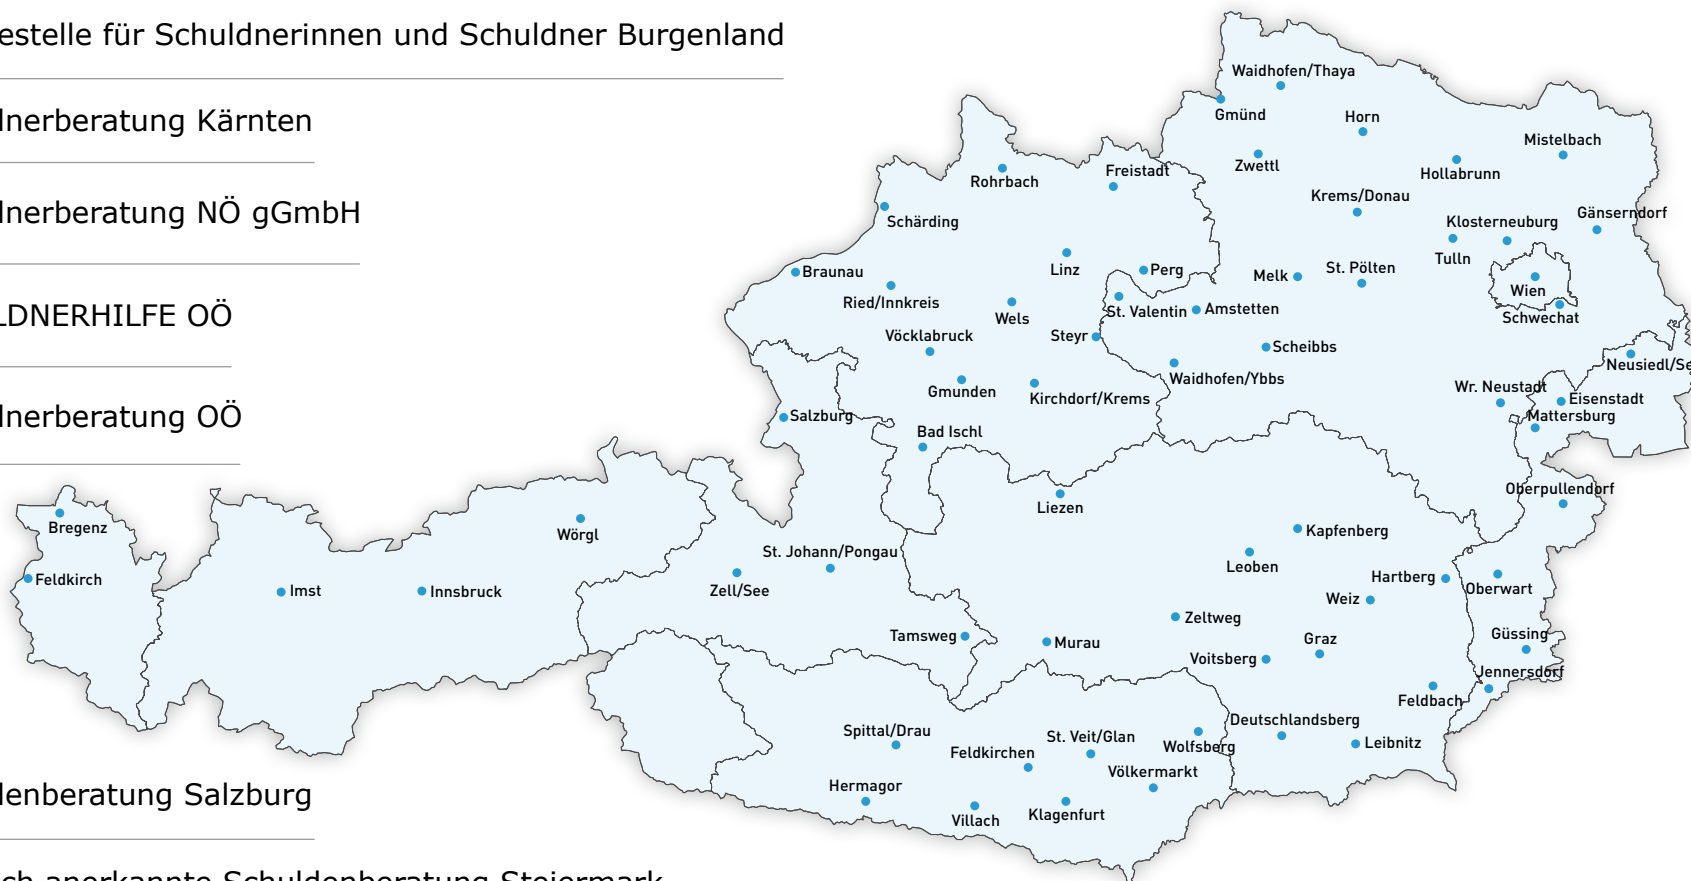 estelle für Schuldnerinnen und Schuldner Burgenland
lnerberatung Kärnten
lnerberatung NÖ gGmbH
LDNERHILFE OÖ
lnerberatung OÖ
lenberatung Salzburg
ch anerkannte Schuldenberatung Steiermark
Waidhofen/Thaya
Gmünd
Horn
Mistelbach
Zwettl
Hollabrunn
Rohrbach
Freistadt
Krems/Donau
Schärding
Klosterneuburg
Gänserndorf
Tulln
Linz
Perg
Melk
St. Pölten
Braunau
Wien
Ried/Innkreis
St. Valentin
Amstetten
Wels
Schwechat
Vöcklabruck
Steyr
Scheibbs
Neusiedl/Se
Waidhofen/Ybbs
Gmunden
Kirchdorf/Krems
Wr. Neustadt
Eisenstadt
Mattersburg
Salzburg
Bad Ischl
Oberpullendorf
Liezen
Bregenz
Wörgl
Kapfenberg
St. Johann/Pongau
Leoben
Feldkirch
Imst
Innsbruck
Zell/See
Hartberg
Oberwart
Weiz
Zeltweg
Tamsweg
Murau
Graz
Güssing
Voitsberg
Jennersdorf
Feldbach
Deutschlandsberg
Spittal/Drau
St. Veit/Glan
Feldkirchen
Wolfsberg
Leibnitz
Völkermarkt
Hermagor
Villach
Klagenfurt